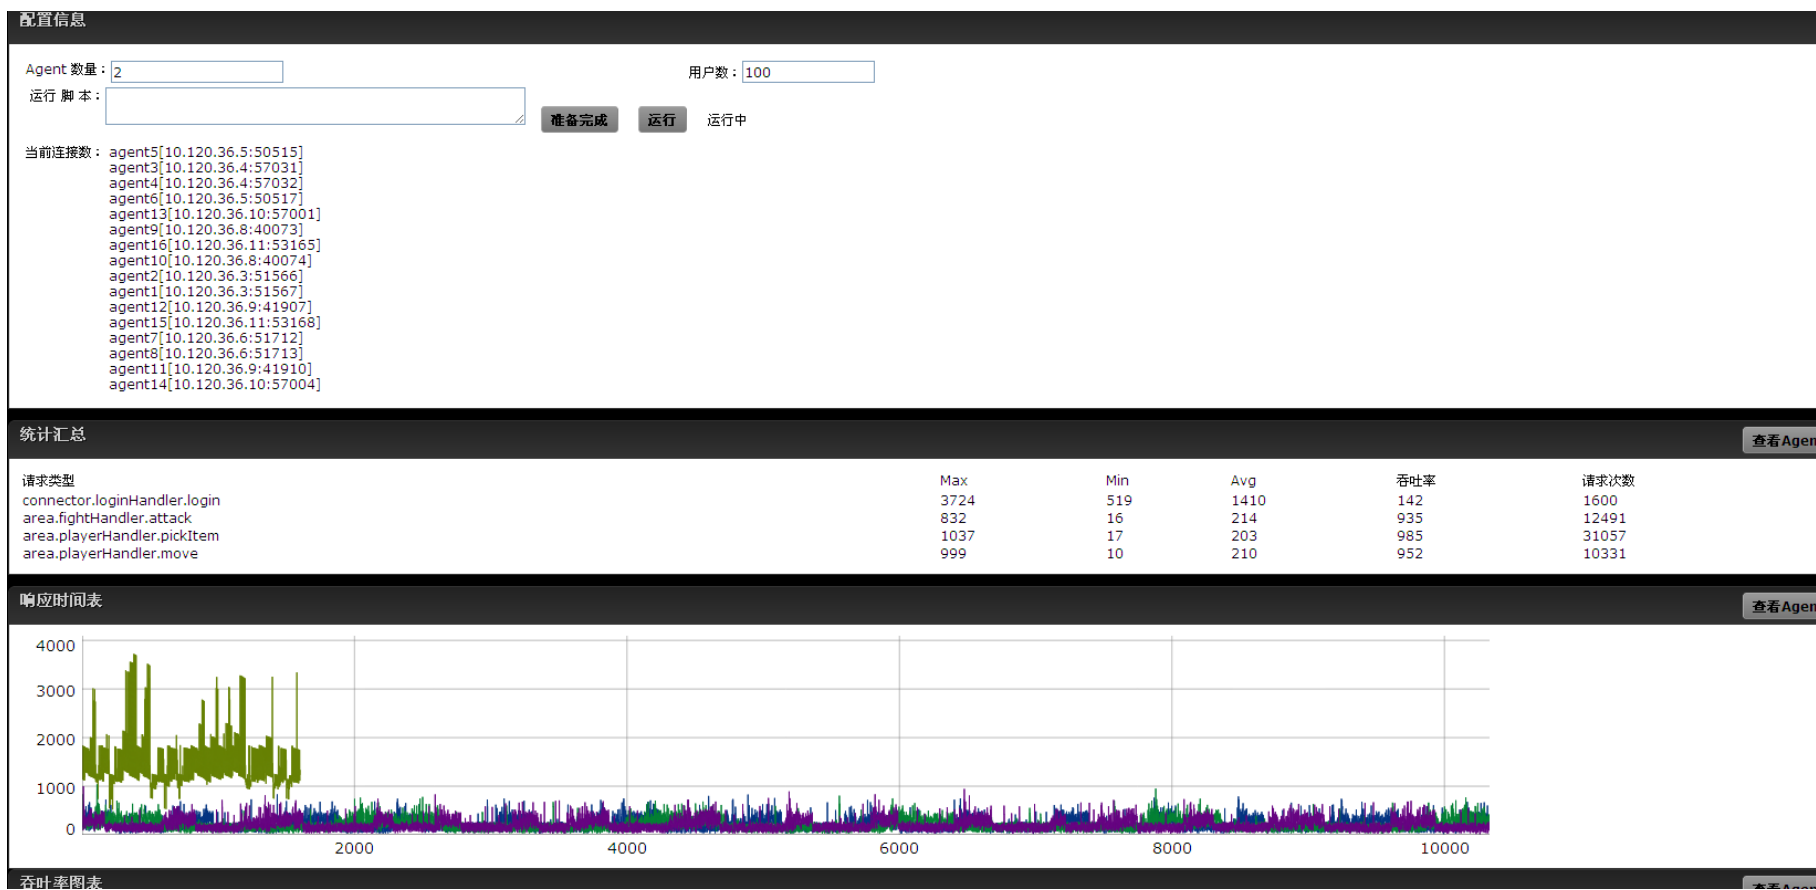 配置信息
Agent 数量： 2 用户数： 100
运行 脚 本：
准备完成 运行 运行中
当前连接数： agent5[10.120.36.5:50515]
agent3[10.120.36.4:57031]
agent4[10.120.36.4:57032]
agent6[10.120.36.5:50517]
agent13[10.120.36.10:57001]
agent9[10.120.36.8:40073]
agent16[10.120.36.11:53165]
agent10[10.120.36.8:40074]
agent2[10.120.36.3:51566]
agent1[10.120.36.3:51567]
agent12[10.120.36.9:41907]
agent15[10.120.36.11:53168]
agent7[10.120.36.6:51712]
agent8[10.120.36.6:51713]
agent11[10.120.36.9:41910]
agent14[10.120.36.10:57004]
统计汇总 查看Agen
请求类型 Max Min Avg 吞吐率 请求次数
connector.loginHandler.login 3724 519 1410 142 1600
area.fightHandler.attack 832 16 214 935 12491
area.playerHandler.pickItem 1037 17 203 985 31057
area.playerHandler.move 999 10 210 952 10331
响应时间表 查看Agen
4000
3000
2000
1000
0
2000 4000 6000 8000 10000
吞吐率图表 查看Agen